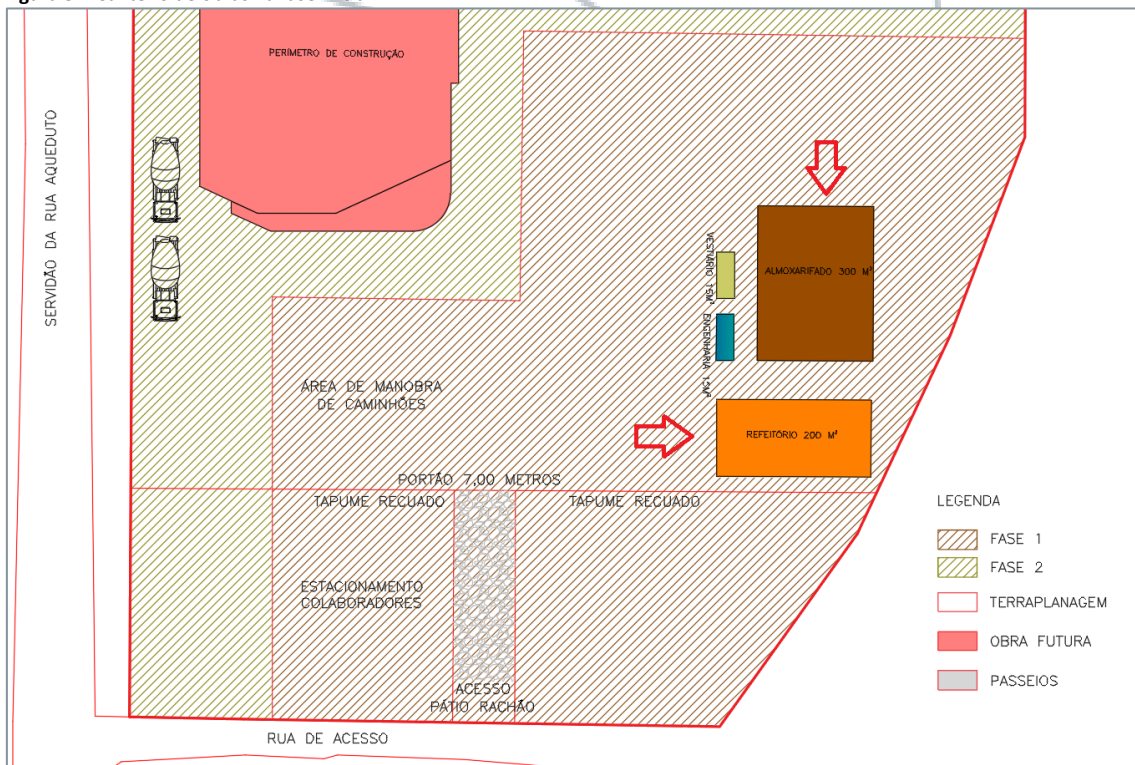 PERÍMETRO DE CONSTRUÇÃO
SERVIDÃO DA RUA AQUEDUTO
VESTIÁRIO 15M²
ALMOXARIFADO 300 M²
ENGENHARIA 15M²
ÁREA DE MANOBRA
DE CAMINHÕES
REFEITÓRIO 200 M²
PORTÃO 7,00 METROS
TAPUME RECUADO
TAPUME RECUADO
ESTACIONAMENTO
COLABORADORES
ACESSO
PÁTIO RACHÃO
RUA DE ACESSO
LEGENDA
FASE 1
FASE 2
TERRAPLANAGEM
OBRA FUTURA
PASSEIOS